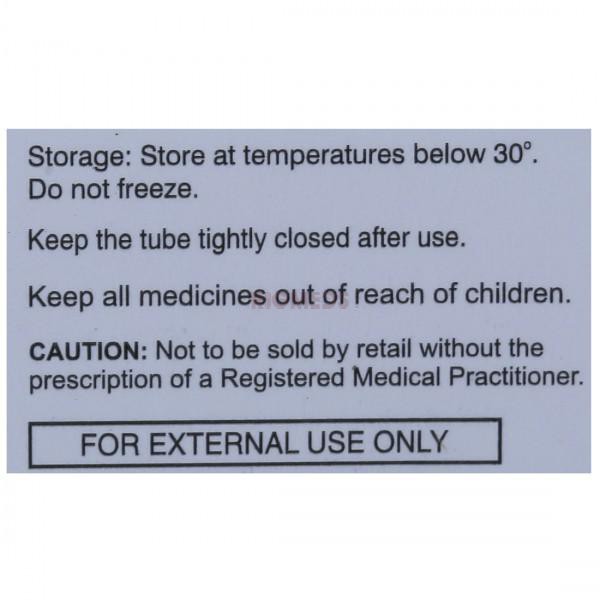 Storage: Store at temperatures below 30°.
Do not freeze.
Keep the tube tightly closed after use.
Keep all medicines out of reach of children.
CAUTION: Not to be sold by retail without the
prescription of a Registered Medical Practitioner.
FOR EXTERNAL USE ONLY